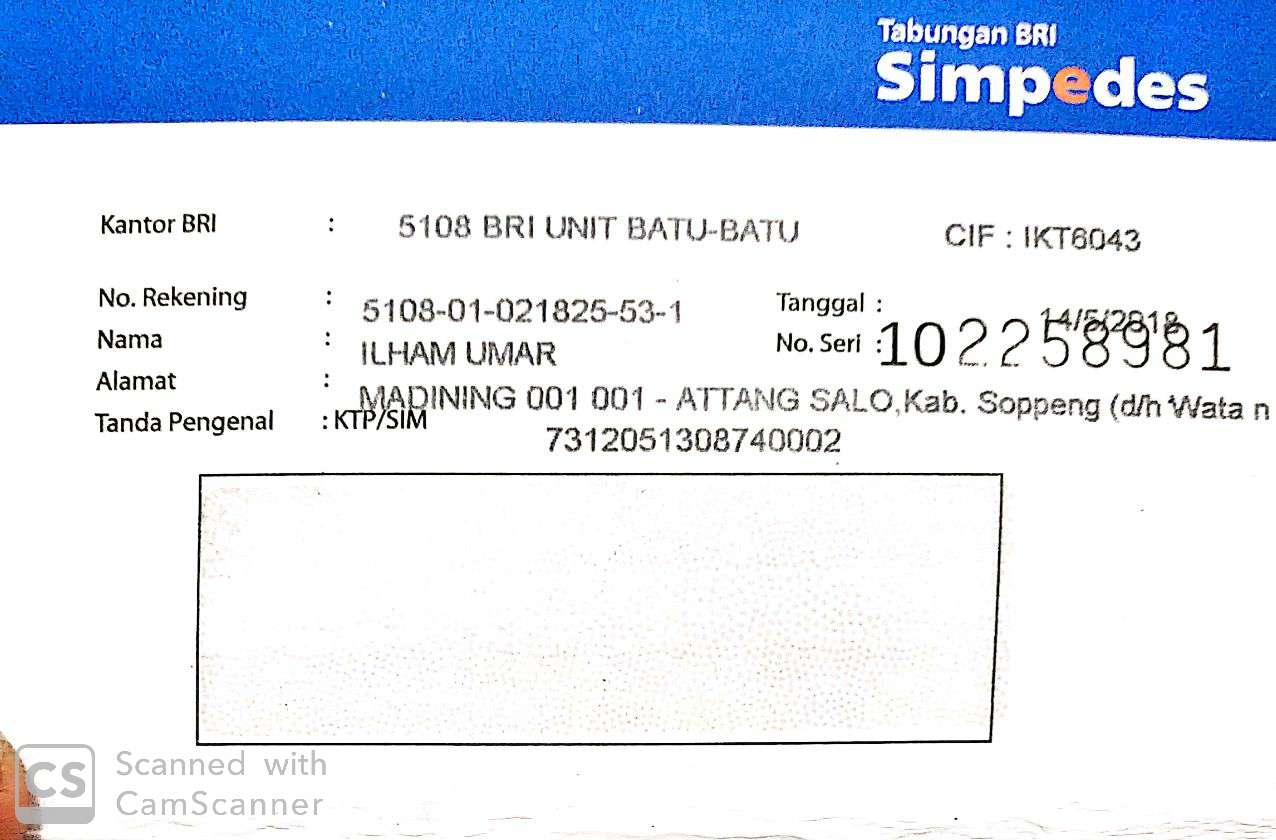 Tabungan BRI
Simpedes
Kantor BRI : 5108 BRI UNIT BATU-BATU CIF : IKT6043
No. Rekening : 5108-01-021825-53-1 Tanggal : 14/5/2018
Nama : ILHAM UMAR No. Seri : 102258981
Alamat : MADINING 001 001 - ATTANG SALO,Kab. Soppeng (d/h Wata n
Tanda Pengenal : KTP/SIM 7312051308740002
CS Scanned with
CamScanner